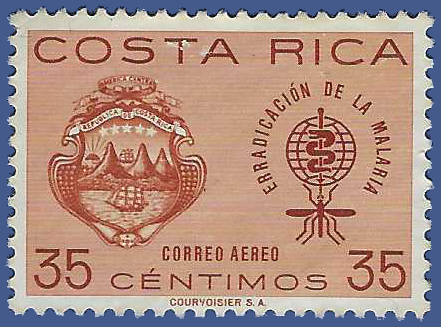 COSTA RICA
AMERICA CENTRAL
REPUBLICA DE COSTA RICA
ERRADICACIÓN DE LA MALARIA
CORREO AEREO
35 CÉNTIMOS 35
COURVOISIER S. A.